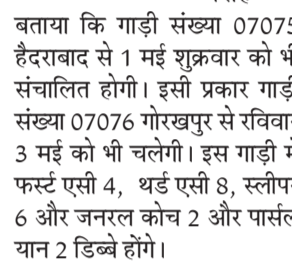 बताया कि गाड़ी संख्या 07075
हैदराबाद से 1 मई शुक्रवार को भी
संचालित होगी। इसी प्रकार गाड़ी
संख्या 07076 गोरखपुर से रविवा
3 मई को भी चलेगी। इस गाड़ी में
फर्स्ट एसी 4, थर्ड एसी 8, स्लीप
6 और जनरल कोच 2 और पार्सल
यान 2 डिब्बे होंगे।